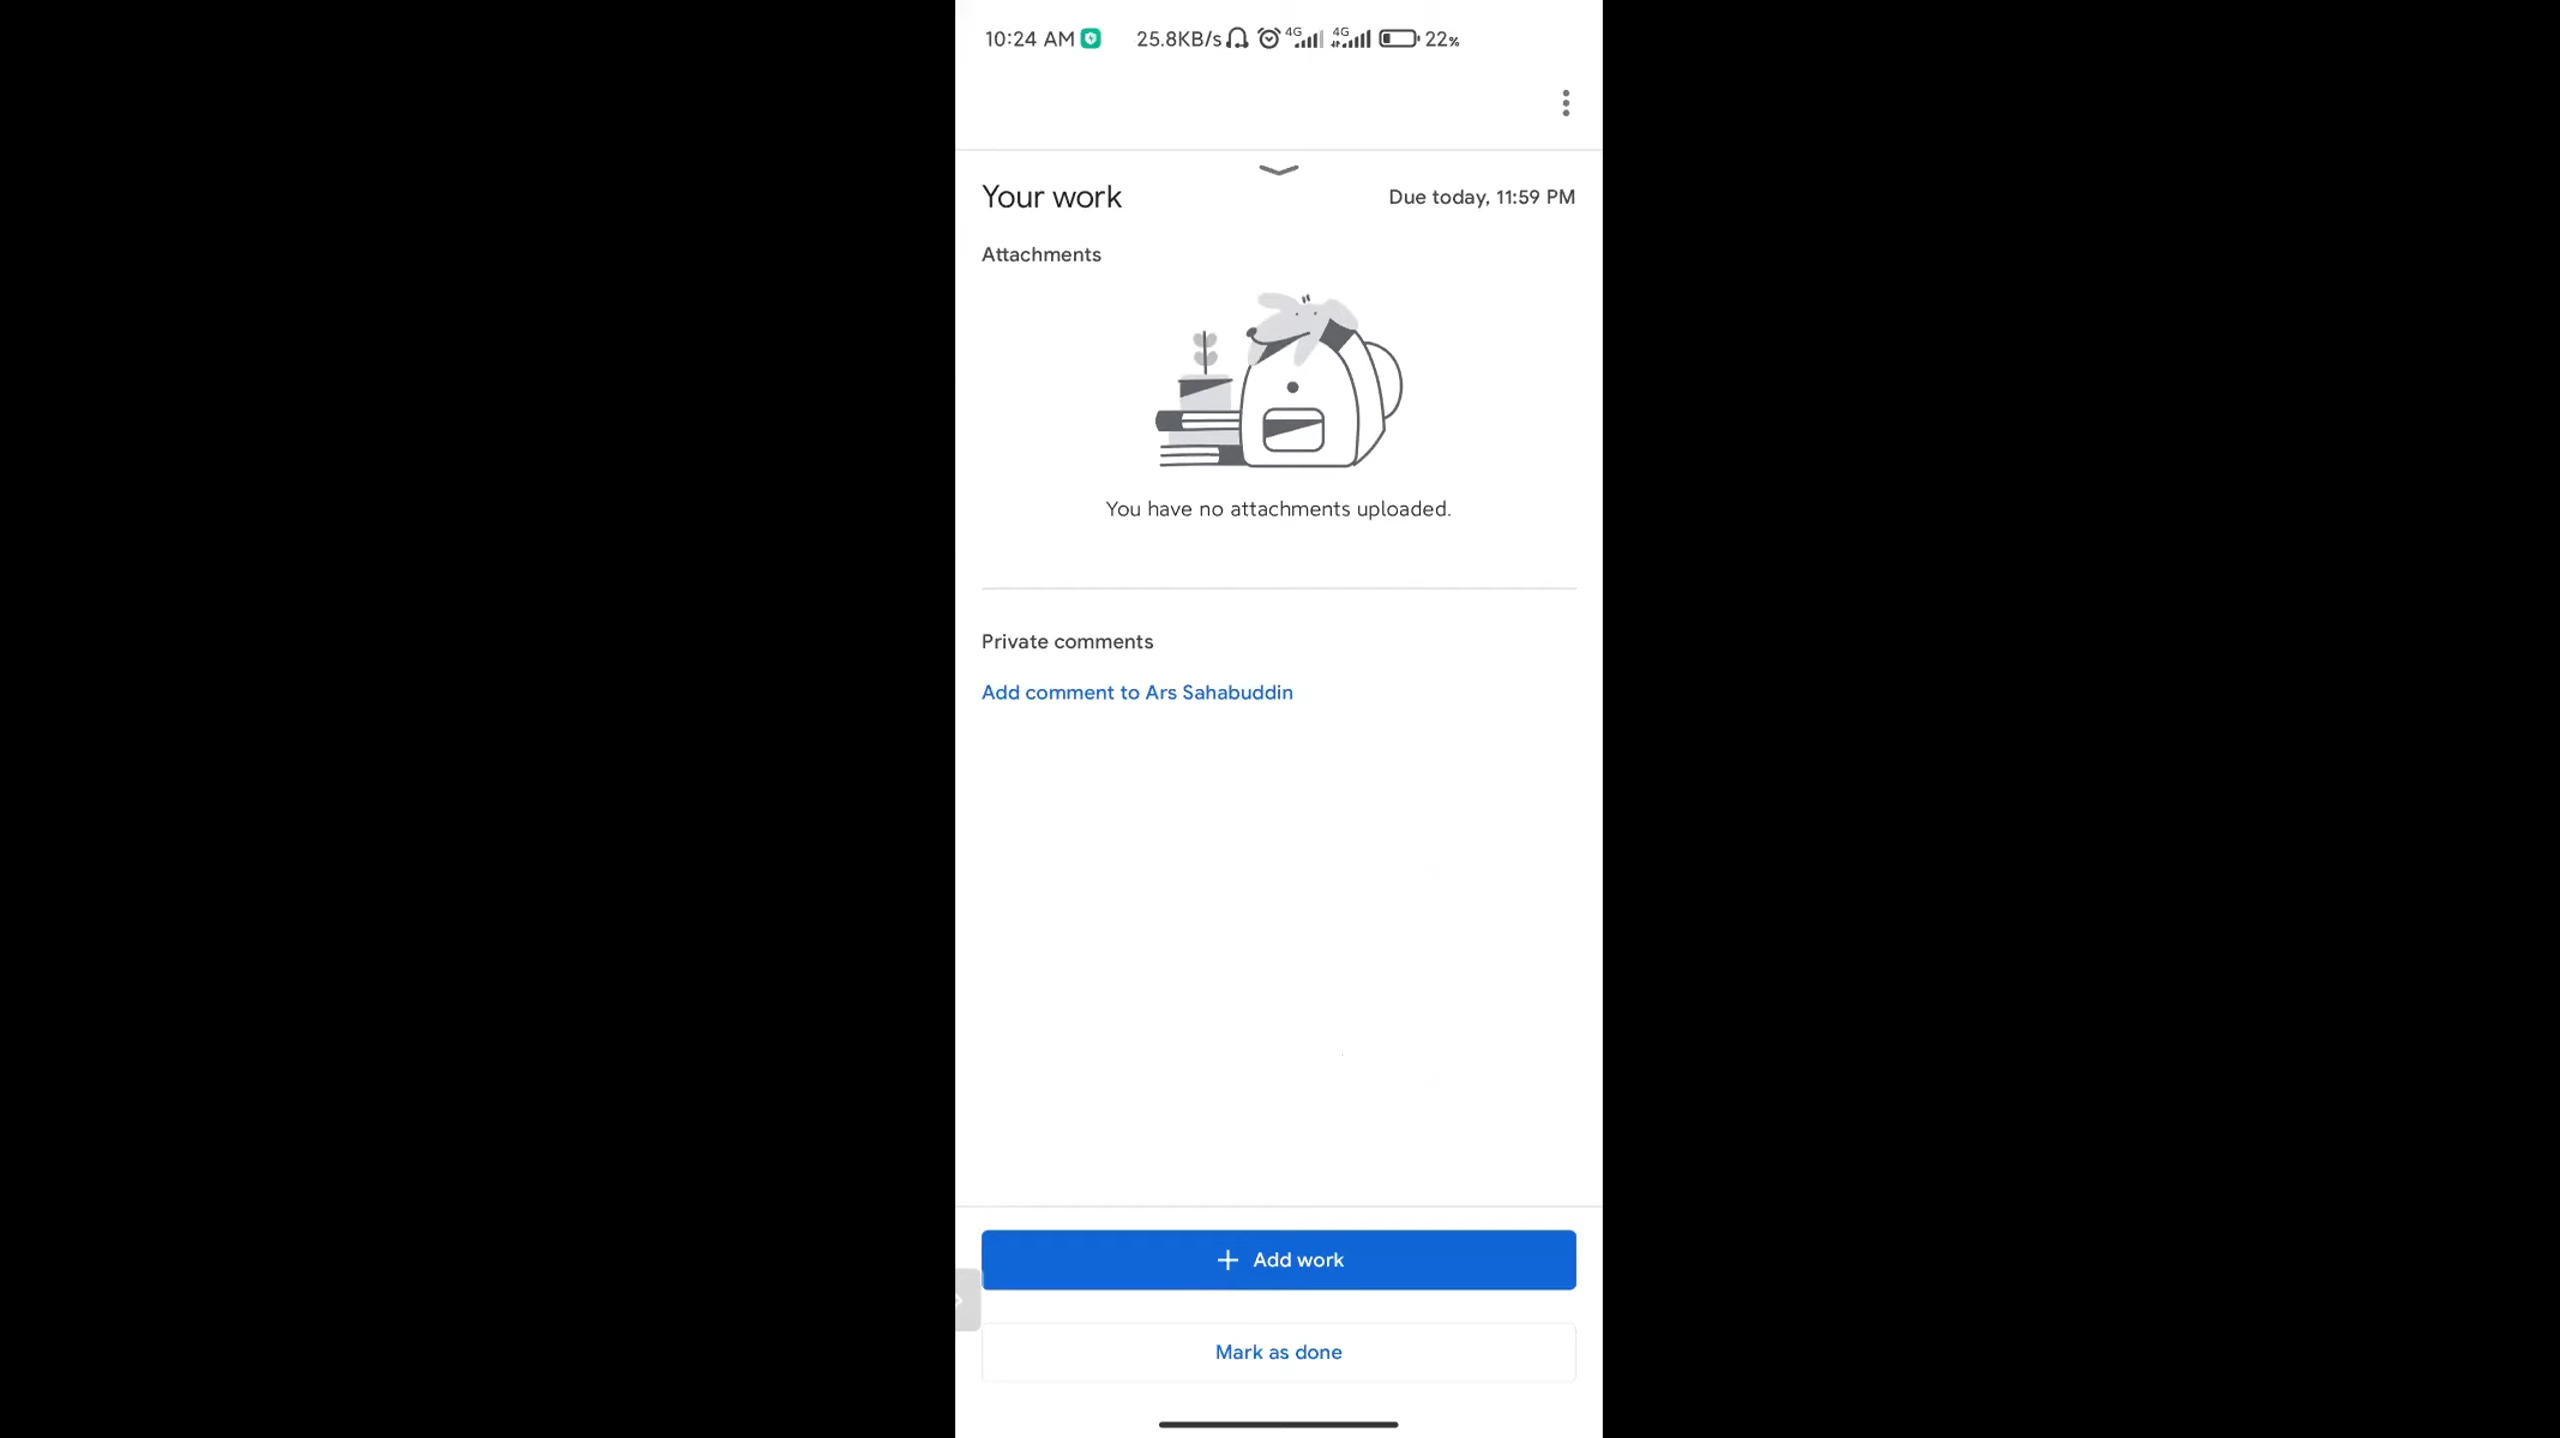 10:24 AM 25.8KB/s 4G 4G 22%
Your work
Due today, 11:59 PM
Attachments
You have no attachments uploaded.
Private comments
Add comment to Ars Sahabuddin
Add work
Mark as done